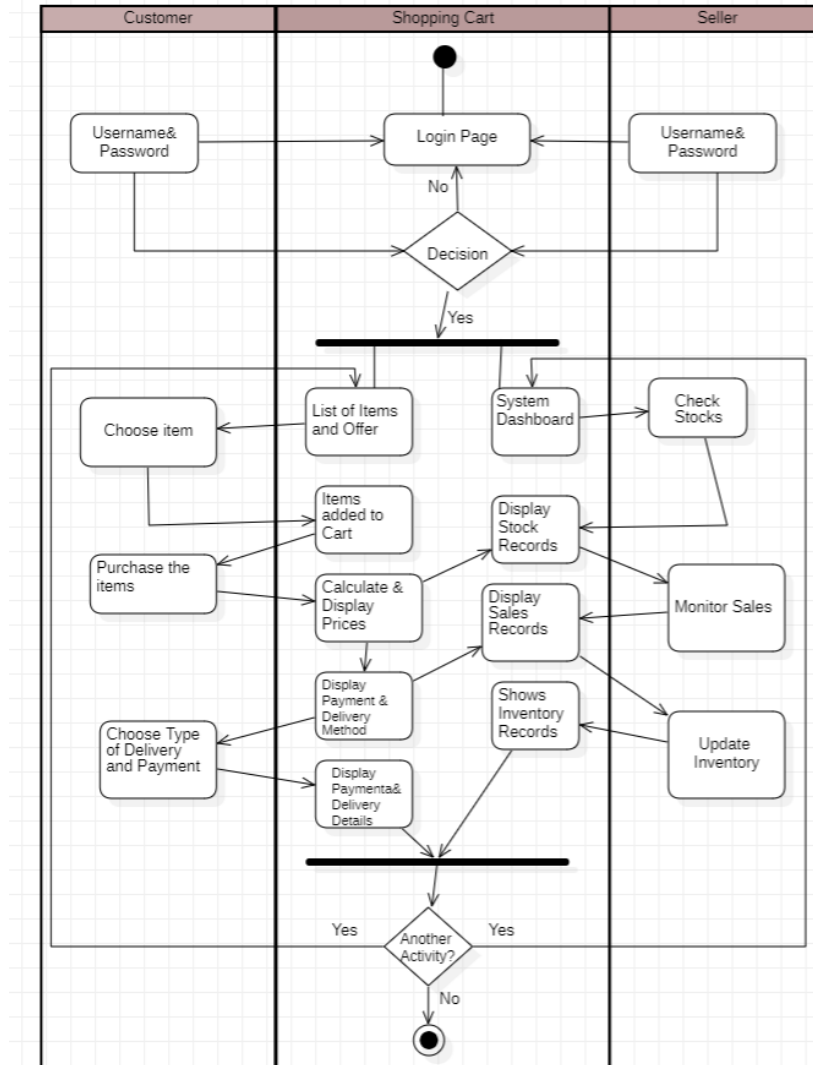 Customer
Shopping Cart
Seller
Username&
Password
Login Page
Username&
Password
No
Decision
Yes
List of Items
and Offer
System
Dashboard
Check
Stocks
Choose item
Items
added to
Cart
Display
Stock
Records
Purchase the
items
Calculate &
Display
Prices
Display
Sales
Records
Monitor Sales
Display
Payment &
Delivery
Method
Shows
Inventory
Records
Choose Type
of Delivery
and Payment
Update
Inventory
Display
Paymenta&
Delivery
Details
Yes
Another
Activity?
Yes
No